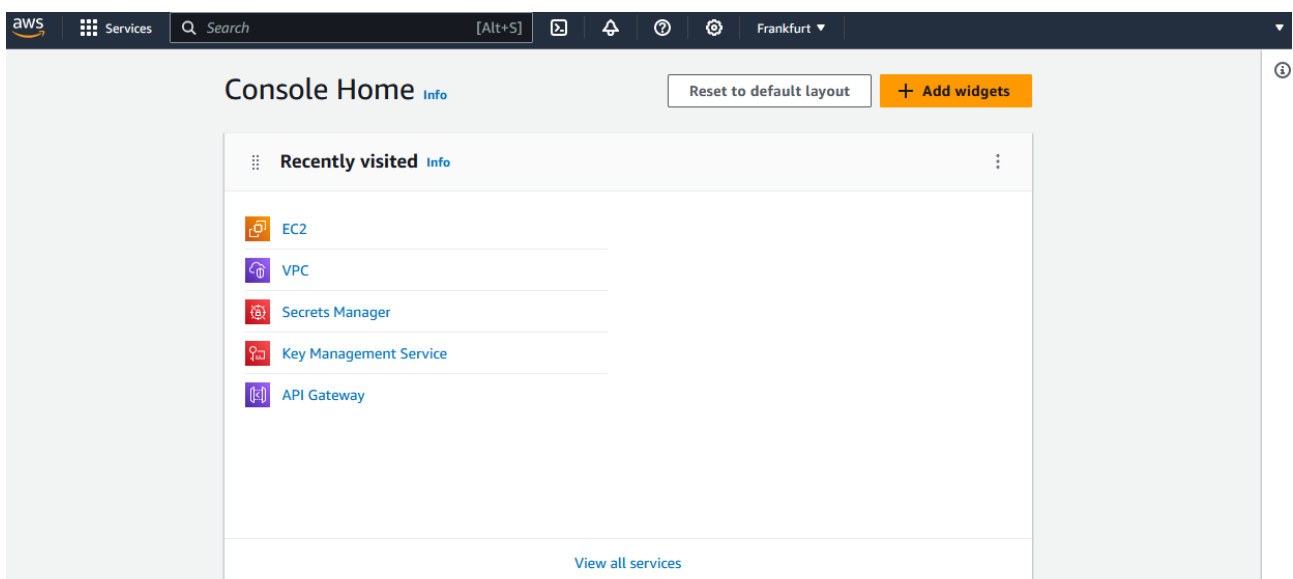 aws Services Search [Alt+S] Frankfurt
Console Home Info Reset to default layout + Add widgets
Recently visited Info
EC2
VPC
Secrets Manager
Key Management Service
API Gateway
View all services